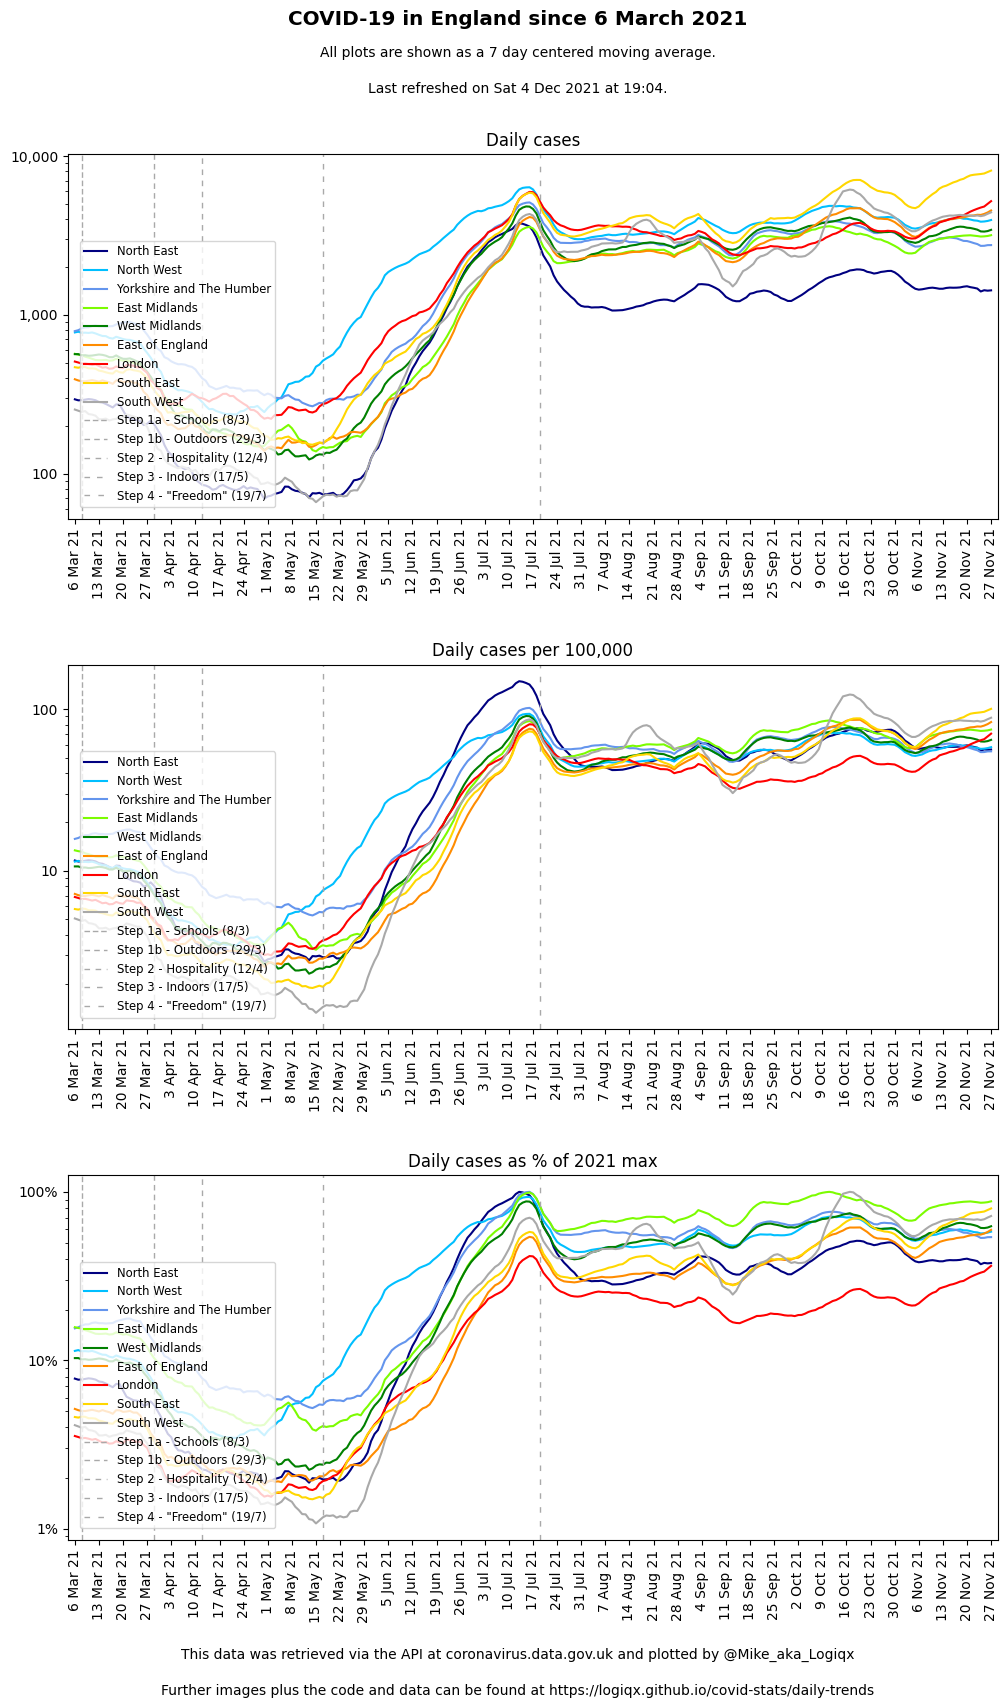 COVID-19 in England since 6 March 2021
All plots are shown as a 7 day centered moving average.
Last refreshed on Sat 4 Dec 2021 at 19:04.
Daily cases
10,000
1,000
100
North East
North West
Yorkshire and The Humber
East Midlands
West Midlands
East of England
London
South East
South West
Step 1a - Schools (8/3)
Step 1b - Outdoors (29/3)
Step 2 - Hospitality (12/4)
Step 3 - Indoors (17/5)
Step 4 - "Freedom" (19/7)
6 Mar 21
13 Mar 21
20 Mar 21
27 Mar 21
3 Apr 21
10 Apr 21
17 Apr 21
24 Apr 21
1 May 21
8 May 21
15 May 21
22 May 21
29 May 21
5 Jun 21
12 Jun 21
19 Jun 21
26 Jun 21
3 Jul 21
10 Jul 21
17 Jul 21
24 Jul 21
31 Jul 21
7 Aug 21
14 Aug 21
21 Aug 21
28 Aug 21
4 Sep 21
11 Sep 21
18 Sep 21
25 Sep 21
2 Oct 21
9 Oct 21
16 Oct 21
23 Oct 21
30 Oct 21
6 Nov 21
13 Nov 21
20 Nov 21
27 Nov 21
Daily cases per 100,000
100
10
North East
North West
Yorkshire and The Humber
East Midlands
West Midlands
East of England
London
South East
South West
Step 1a - Schools (8/3)
Step 1b - Outdoors (29/3)
Step 2 - Hospitality (12/4)
Step 3 - Indoors (17/5)
Step 4 - "Freedom" (19/7)
6 Mar 21
13 Mar 21
20 Mar 21
27 Mar 21
3 Apr 21
10 Apr 21
17 Apr 21
24 Apr 21
1 May 21
8 May 21
15 May 21
22 May 21
29 May 21
5 Jun 21
12 Jun 21
19 Jun 21
26 Jun 21
3 Jul 21
10 Jul 21
17 Jul 21
24 Jul 21
31 Jul 21
7 Aug 21
14 Aug 21
21 Aug 21
28 Aug 21
4 Sep 21
11 Sep 21
18 Sep 21
25 Sep 21
2 Oct 21
9 Oct 21
16 Oct 21
23 Oct 21
30 Oct 21
6 Nov 21
13 Nov 21
20 Nov 21
27 Nov 21
Daily cases as % of 2021 max
100%
10%
1%
North East
North West
Yorkshire and The Humber
East Midlands
West Midlands
East of England
London
South East
South West
Step 1a - Schools (8/3)
Step 1b - Outdoors (29/3)
Step 2 - Hospitality (12/4)
Step 3 - Indoors (17/5)
Step 4 - "Freedom" (19/7)
6 Mar 21
13 Mar 21
20 Mar 21
27 Mar 21
3 Apr 21
10 Apr 21
17 Apr 21
24 Apr 21
1 May 21
8 May 21
15 May 21
22 May 21
29 May 21
5 Jun 21
12 Jun 21
19 Jun 21
26 Jun 21
3 Jul 21
10 Jul 21
17 Jul 21
24 Jul 21
31 Jul 21
7 Aug 21
14 Aug 21
21 Aug 21
28 Aug 21
4 Sep 21
11 Sep 21
18 Sep 21
25 Sep 21
2 Oct 21
9 Oct 21
16 Oct 21
23 Oct 21
30 Oct 21
6 Nov 21
13 Nov 21
20 Nov 21
27 Nov 21
This data was retrieved via the API at coronavirus.data.gov.uk and plotted by @Mike_aka_Logiqx
Further images plus the code and data can be found at https://logiqx.github.io/covid-stats/daily-trends